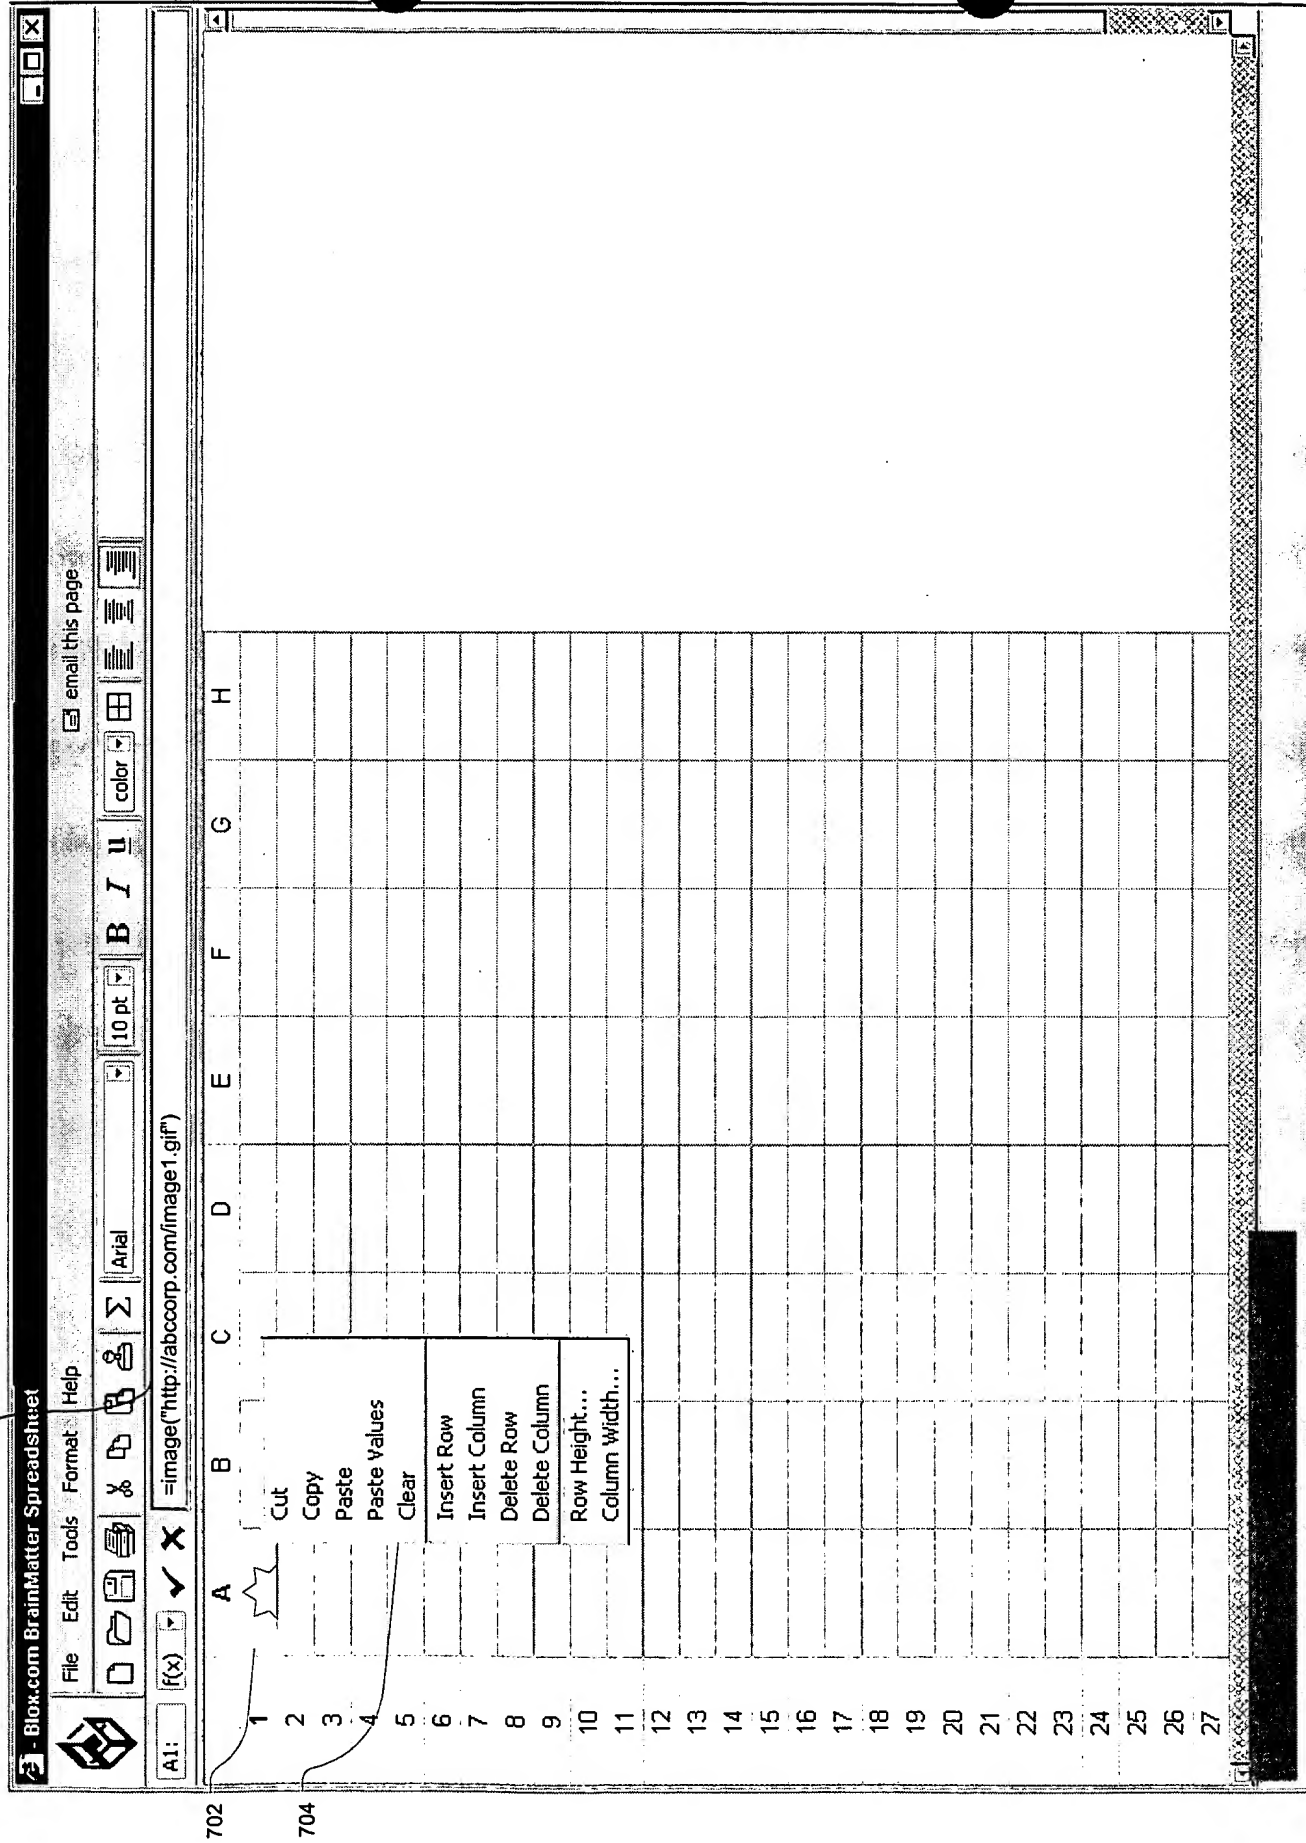 - Blox.com BrainMatter Spreadsheet
File Edit Tools Format Help email this page
Σ Arial 10 pt B I u color
A1: f(x) =image("http://abccorp.com/image1.gif")
A B C D E F G H
702
704
1
2
3
4
5
6
7
8
9
10
11
12
13
14
15
16
17
18
19
20
21
22
23
24
25
26
27
Cut
Copy
Paste
Paste Values
Clear
Insert Row
Insert Column
Delete Row
Delete Column
Row Height...
Column Width...